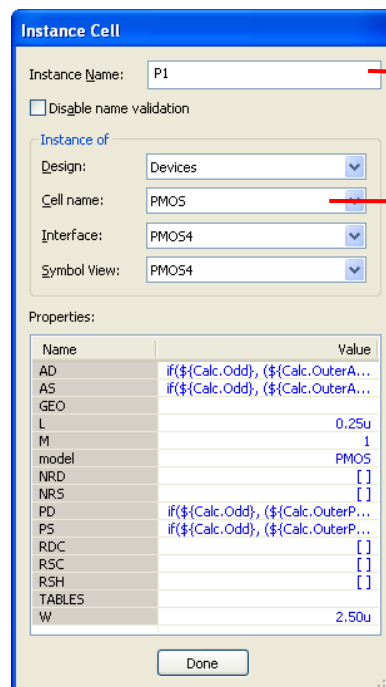 Instance Cell
Instance Name: P1
Disable name validation
Instance of
Design: Devices
Cell name: PMOS
Interface: PMOS4
Symbol View: PMOS4
Properties:
Name Value
AD if(${Calc.Odd}, (${Calc.OuterA...
AS if(${Calc.Odd}, (${Calc.OuterA...
GEO
L 0.25u
M 1
model PMOS
NRD [ ]
NRS [ ]
PD if(${Calc.Odd}, (${Calc.OuterP...
PS if(${Calc.Odd}, (${Calc.OuterP...
RDC [ ]
RSC [ ]
RSH [ ]
TABLES
W 2.50u
Done